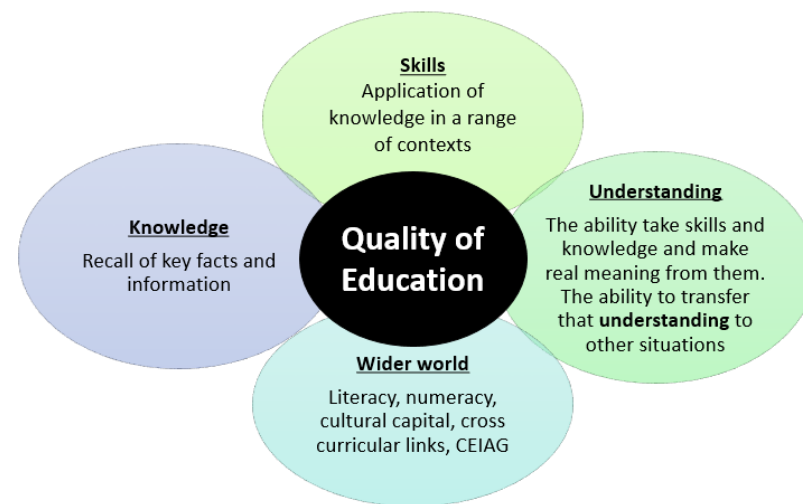 Skills
Application of
knowledge in a range
of contexts
Knowledge
Recall of key facts and
information
Quality of
Education
Understanding
The ability take skills and
knowledge and make
real meaning from them.
The ability to transfer
that understanding to
other situations
Wider world
Literacy, numeracy,
cultural capital, cross
curricular links, CEIAG